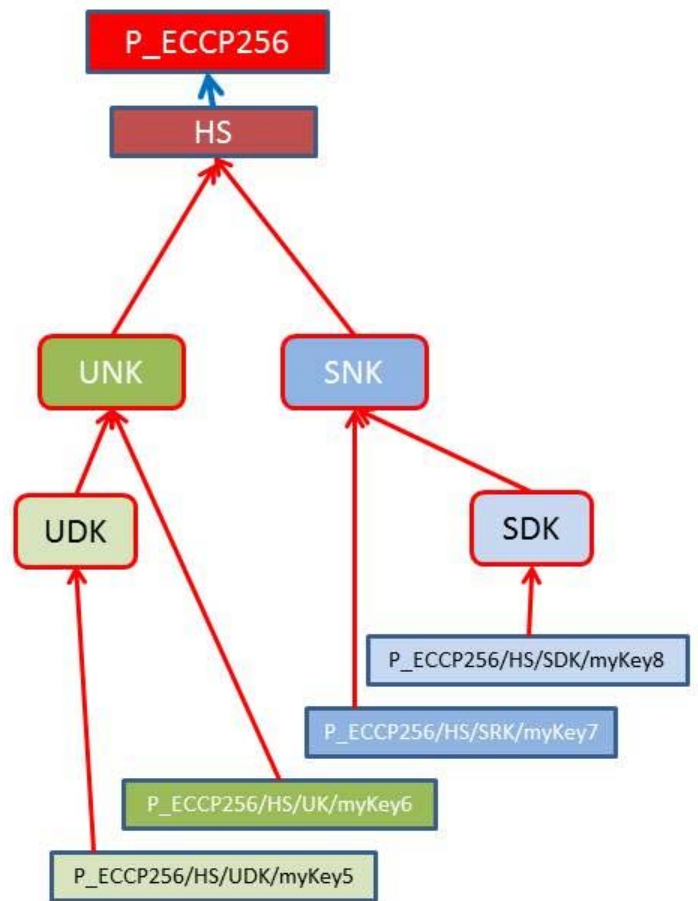 P_ECCP256
HS
UNK
SNK
UDK
SDK
P_ECCP256/HS/SDK/myKey8
P_ECCP256/HS/SRK/myKey7
P_ECCP256/HS/UK/myKey6
P_ECCP256/HS/UDK/myKey5